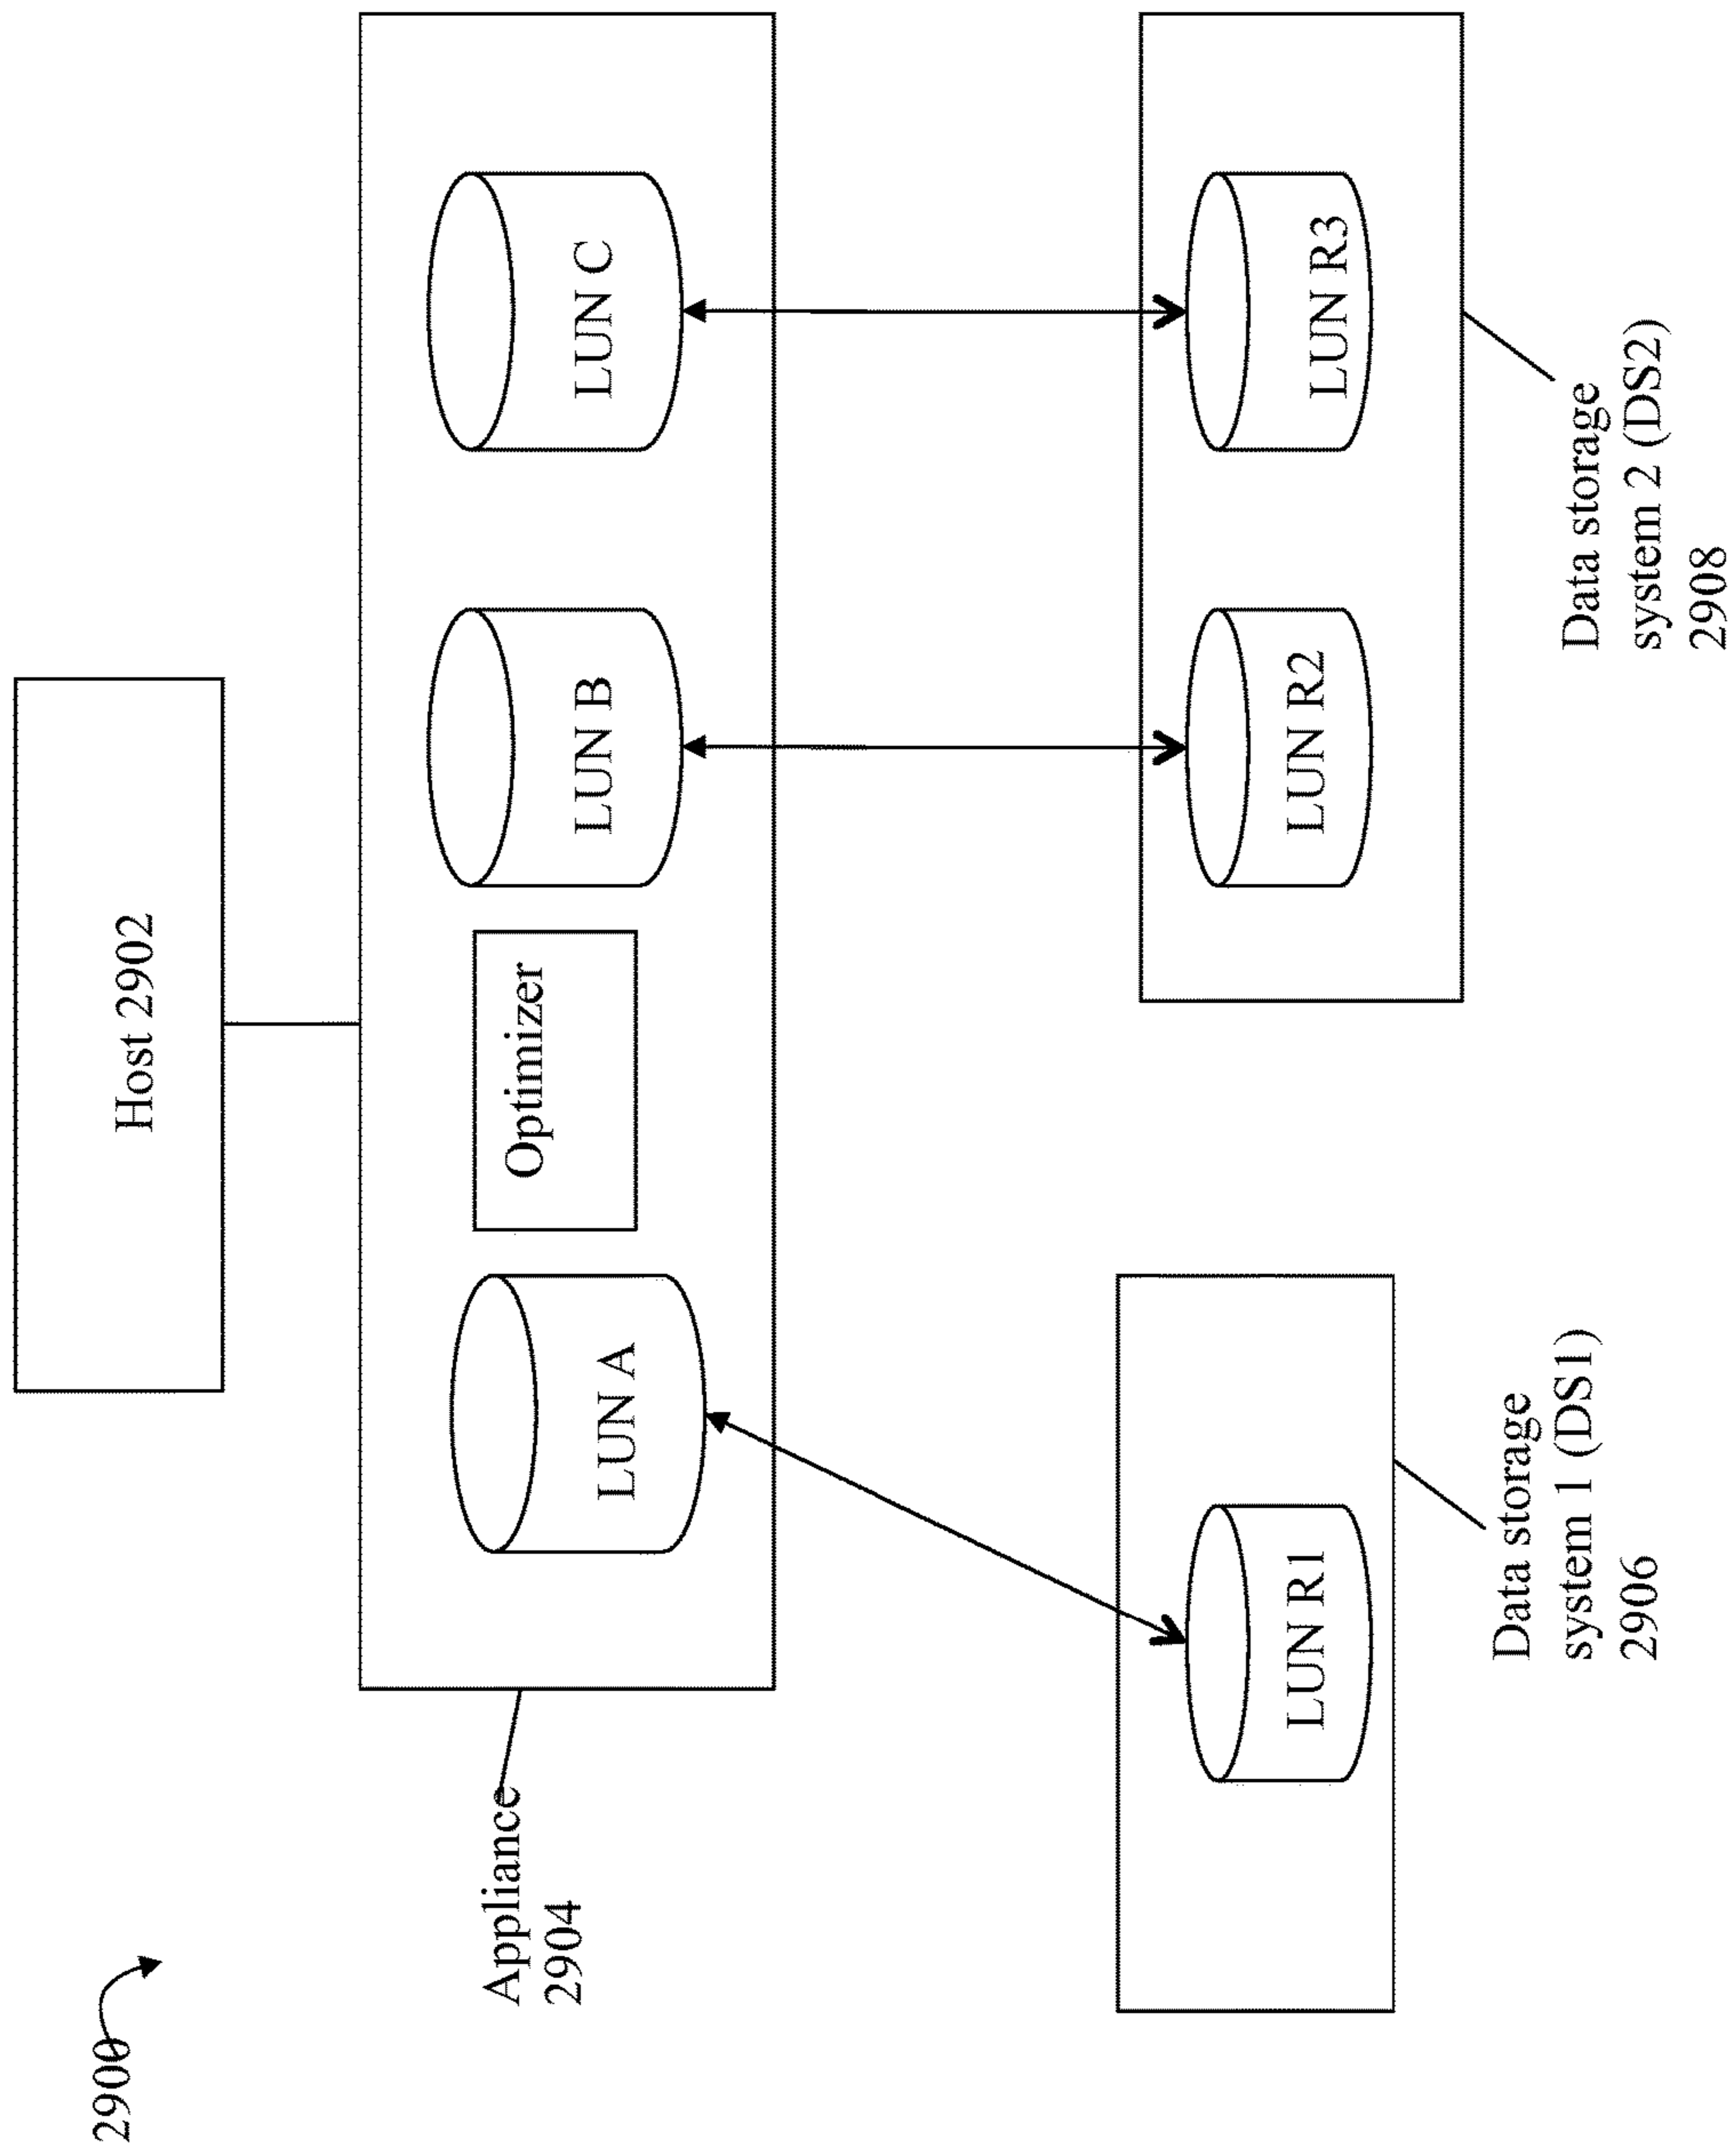 2900
Host 2902
Appliance
2904
LUN A
Optimizer
LUN B
LUN C
LUN R1
LUN R2
LUN R3
Data storage
system 1 (DS1)
2906
Data storage
system 2 (DS2)
2908